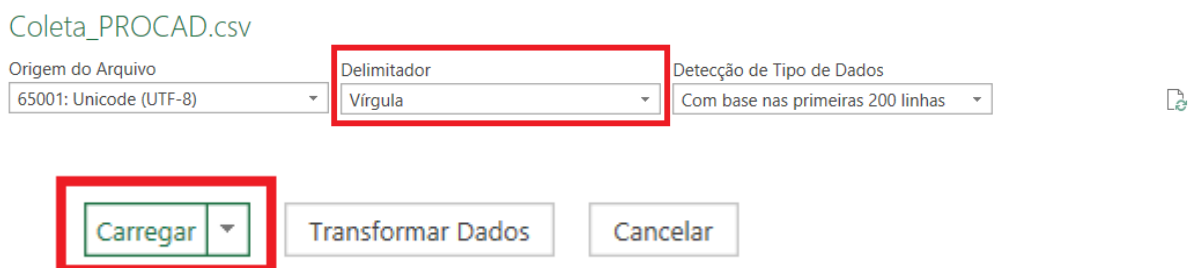 Coleta_PROCAD.csv
Origem do Arquivo
Delimitador
Detecção de Tipo de Dados
65001: Unicode (UTF-8)
Vírgula
Com base nas primeiras 200 linhas
Carregar
Transformar Dados
Cancelar